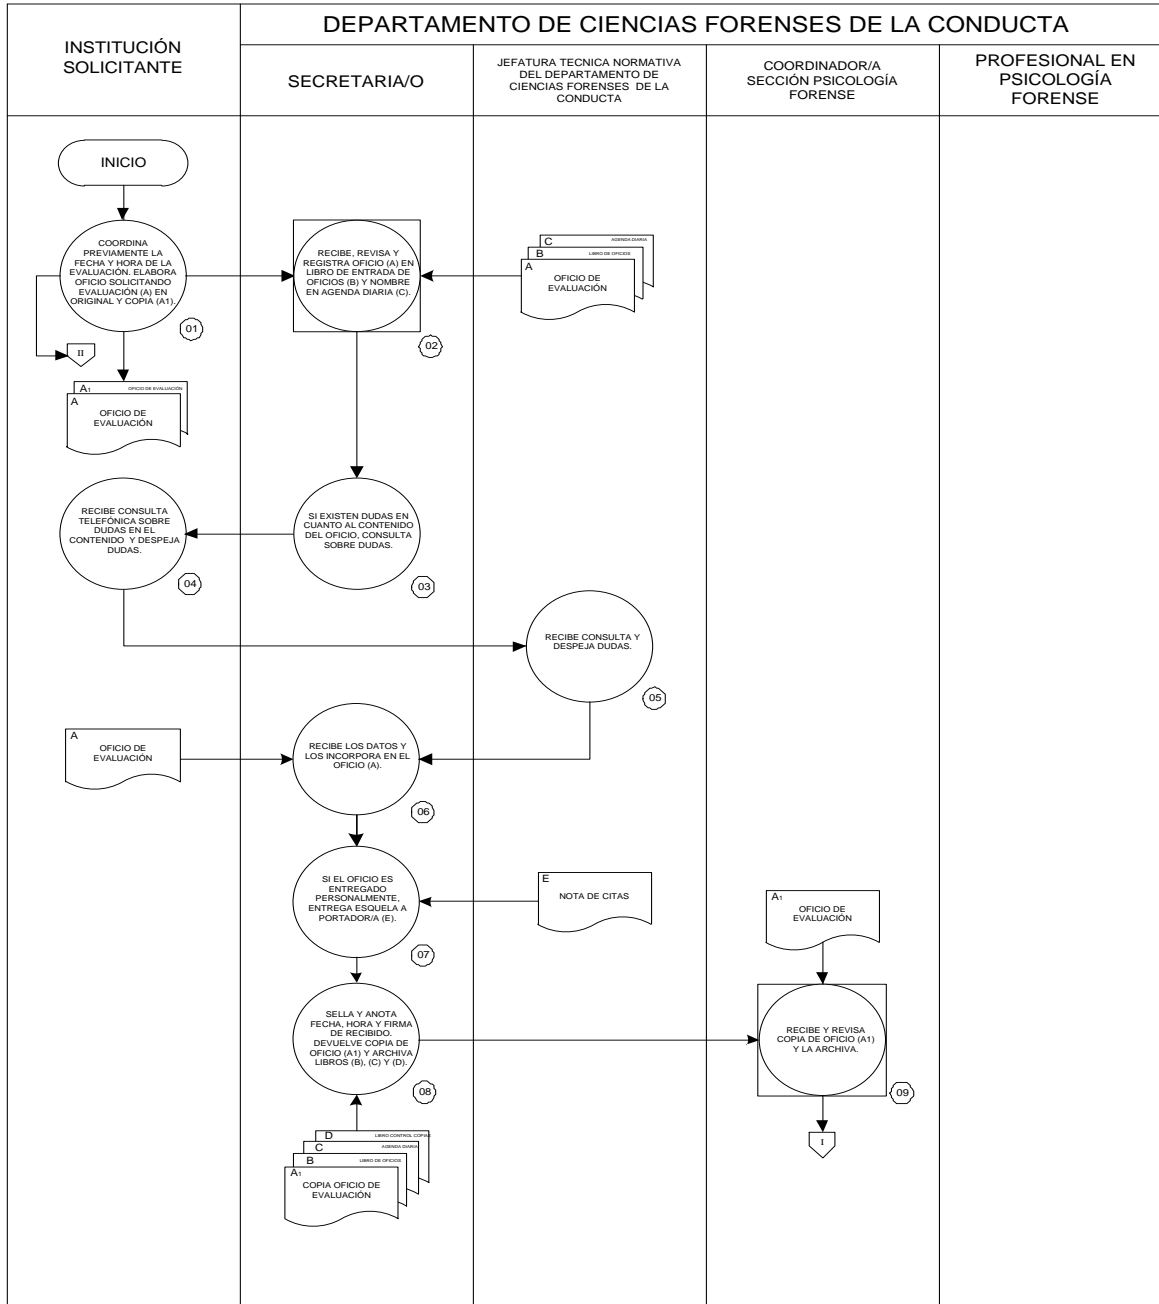 DEPARTAMENTO DE CIENCIAS FORENSES DE LA CONDUCTA
INSTITUCIÓN
SOLICITANTE
SECRETARIA/O
JEFATURA TECNICA NORMATIVA
DEL DEPARTAMENTO DE
CIENCIAS FORENSES DE LA
CONDUCTA
COORDINADOR/A
SECCIÓN PSICOLOGÍA
FORENSE
PROFESIONAL EN
PSICOLOGÍA
FORENSE
INICIO
COORDINA
PREVIAMENTE LA
FECHA Y HORA DE LA
EVALUACIÓN. ELABORA
OFICIO SOLICITANDO
EVALUACIÓN (A) EN
ORIGINAL Y COPIA (A1).
01
II
A1
OFICIO DE EVALUACIÓN
A
OFICIO DE
EVALUACIÓN
RECIBE, REVISA Y
REGISTRA OFICIO (A) EN
LIBRO DE ENTRADA DE
OFICIOS (B) Y NOMBRE
EN AGENDA DIARIA (C).
02
C
AGENDA DIARIA
B
LIBRO DE OFICIOS
A
OFICIO DE
EVALUACIÓN
SI EXISTEN DUDAS EN
CUANTO AL CONTENIDO
DEL OFICIO, CONSULTA
SOBRE DUDAS.
03
RECIBE CONSULTA
TELEFÓNICA SOBRE
DUDAS EN EL
CONTENIDO Y DESPEJA
DUDAS.
04
RECIBE CONSULTA Y
DESPEJA DUDAS.
05
A
OFICIO DE
EVALUACIÓN
RECIBE LOS DATOS Y
LOS INCORPORA EN EL
OFICIO (A).
06
SI EL OFICIO ES
ENTREGADO
PERSONALMENTE,
ENTREGA ESQUELA A
PORTADOR/A (E).
07
E
NOTA DE CITAS
A1
OFICIO DE
EVALUACIÓN
SELLA Y ANOTA
FECHA, HORA Y FIRMA
DE RECIBIDO.
DEVUELVE COPIA DE
OFICIO (A1) Y ARCHIVA
LIBROS (B), (C) Y (D).
08
RECIBE Y REVISA
COPIA DE OFICIO (A1)
Y LA ARCHIVA.
09
I
D
LIBRO CONTROL COPIAS
C
AGENDA DIARIA
B
LIBRO DE OFICIOS
A1
COPIA OFICIO DE
EVALUACIÓN